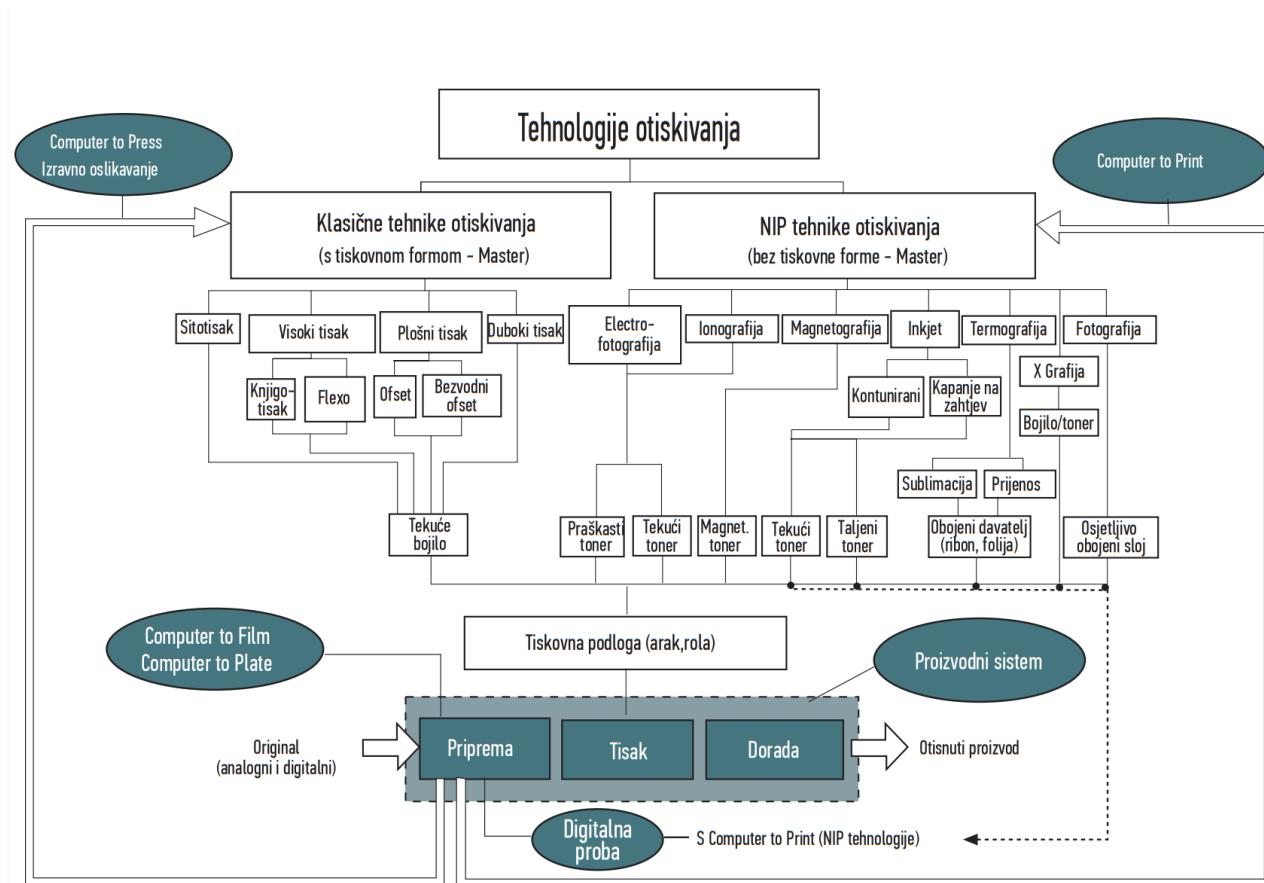 Tehnologije otiskivanja
Computer to Press
Izravno oslikavanje
Computer to Print
Klasične tehnike otiskivanja
(s tiskovnom formom - Master)
NIP tehnike otiskivanja
(bez tiskovne forme - Master)
Sitotisak
Visoki tisak
Plošni tisak
Duboki tisak
Electro-
fotografija
Ionografija
Magnetografija
Inkjet
Termografija
Fotografija
Knjigo-
tisak
Flexo
Ofset
Bezvodni
ofset
Kontunirani
Kapanje na
zahtjev
X Grafija
Bojilo/toner
Sublimacija
Prijenos
Tekuće
bojilo
Praškasti
toner
Tekući
toner
Magnet.
toner
Tekući
toner
Taljeni
toner
Obojeni davatelj
(ribon, folija)
Osjetljivo
obojeni sloj
Computer to Film
Computer to Plate
Tiskovna podloga (arak,rola)
Proizvodni sistem
Original
(analogni i digitalni)
Priprema
Tisak
Dorada
Otisnuti proizvod
Digitalna
proba
S Computer to Print (NIP tehnologije)